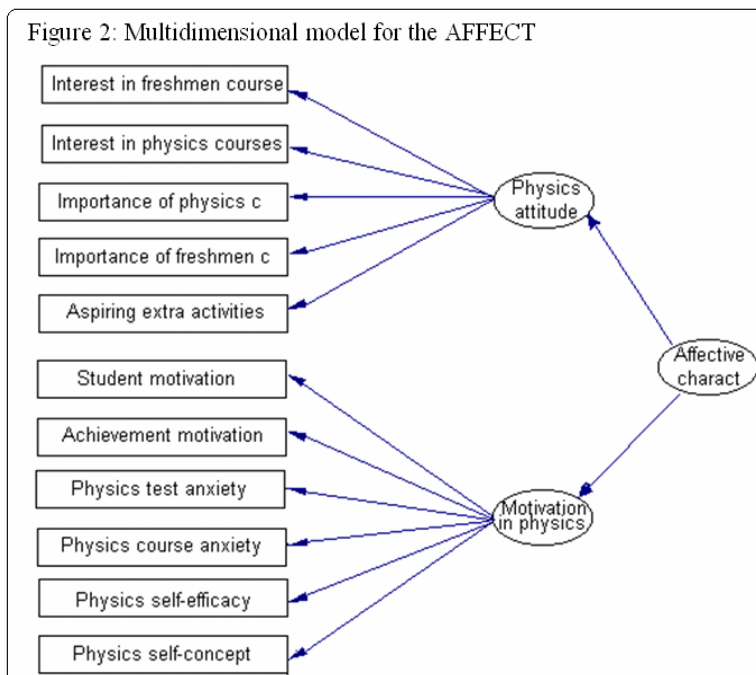 Figure 2: Multidimensional model for the AFFECT
Interest in freshmen course
Interest in physics courses
Importance of physics c
Importance of freshmen c
Aspiring extra activities
Student motivation
Achievement motivation
Physics test anxiety
Physics course anxiety
Physics self-efficacy
Physics self-concept
Physics
attitude
Motivation
in physics
Affective
charact